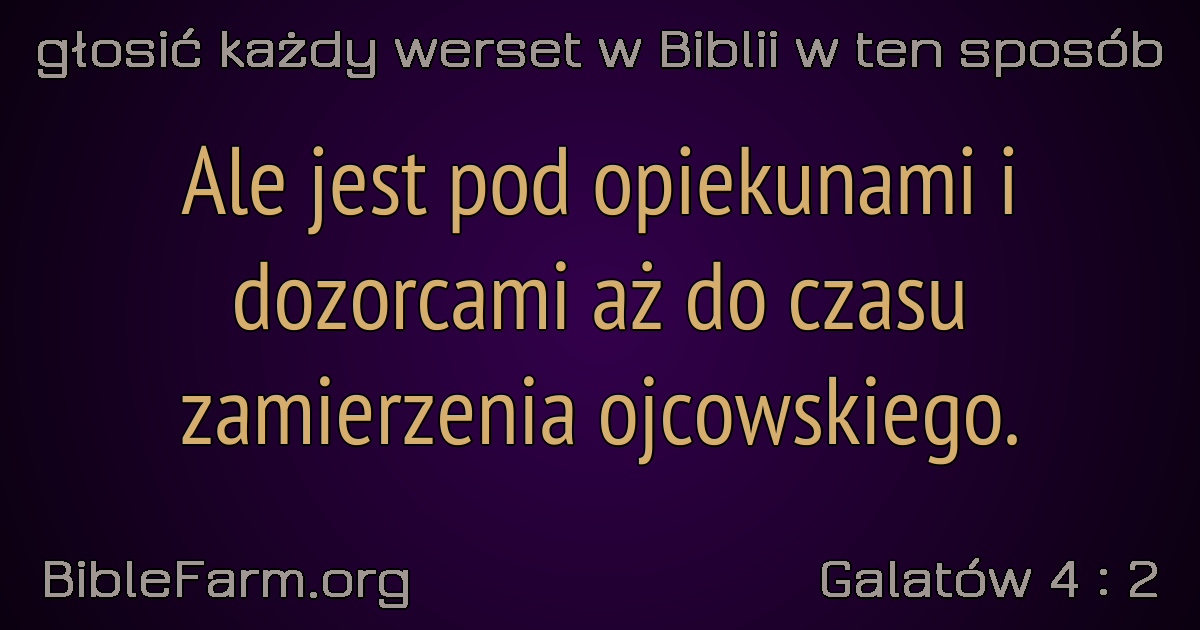 głosić każdy werset w Biblii w ten sposób
Ale jest pod opiekunami i
dozorcami aż do czasu
zamierzenia ojcowskiego.
BibleFarm.org
Galatów 4 : 2